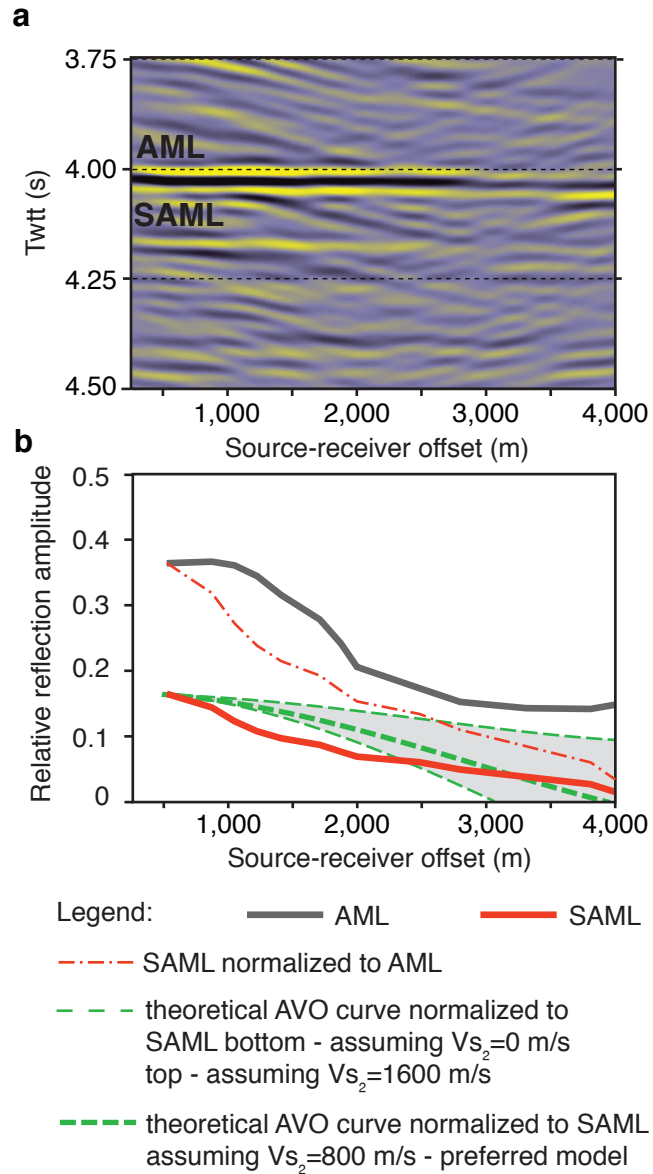 a
3.75
4.00
4.25
4.50
Twtt (s)
AML
SAML
1,000 2,000 3,000 4,000
Source-receiver offset (m)
b
0.5
0.4
0.3
0.2
0.1
0
Relative reflection amplitude
1,000 2,000 3,000 4,000
Source-receiver offset (m)
Legend: AML SAML
SAML normalized to AML
theoretical AVO curve normalized to
SAML bottom - assuming Vs₂=0 m/s
top - assuming Vs₂=1600 m/s
theoretical AVO curve normalized to SAML
assuming Vs₂=800 m/s - preferred model